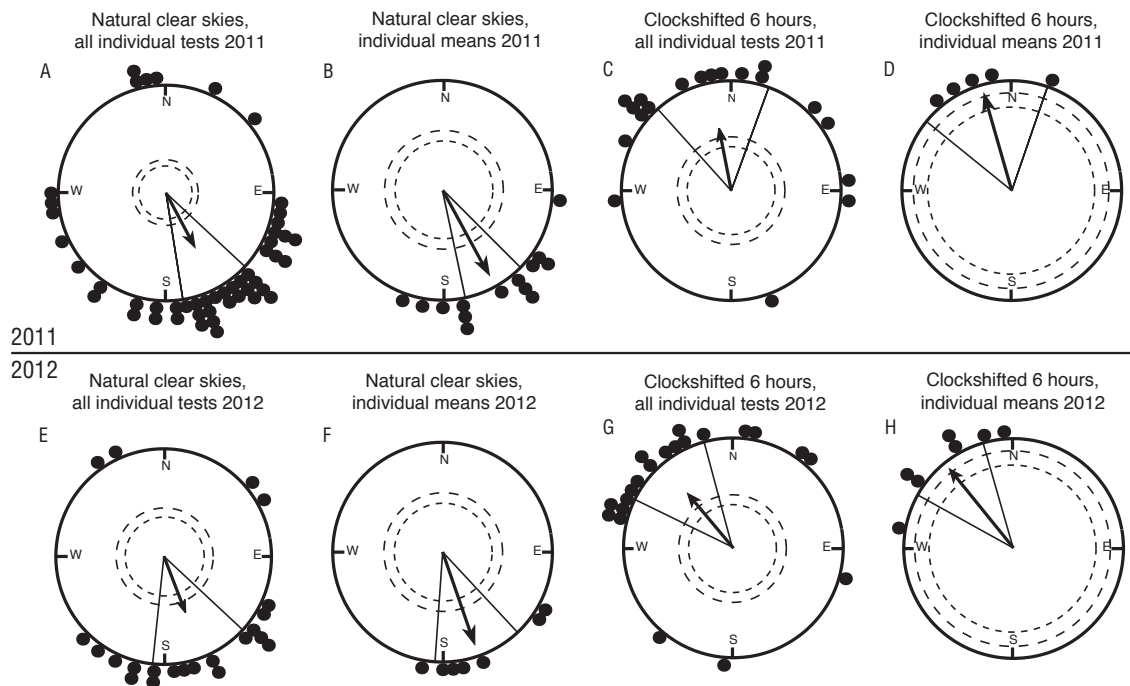 Natural clear skies,
all individual tests 2011
Natural clear skies,
individual means 2011
Clockshifted 6 hours,
all individual tests 2011
Clockshifted 6 hours,
individual means 2011
A
N
W
E
S
B
N
W
E
S
C
N
W
E
S
D
N
W
E
S
2011
2012
Natural clear skies,
all individual tests 2012
Natural clear skies,
individual means 2012
Clockshifted 6 hours,
all individual tests 2012
Clockshifted 6 hours,
individual means 2012
E
N
W
E
S
F
N
W
E
S
G
N
W
E
S
H
N
W
E
S